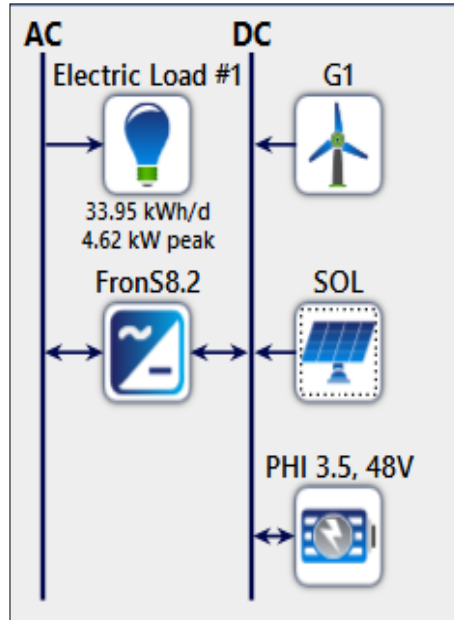 AC DC
Electric Load #1 G1
33.95 kWh/d
4.62 kW peak
FronS8.2 SOL
PHI 3.5, 48V